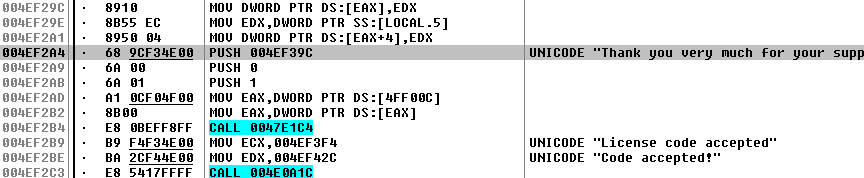 004EF29C · 8910 MOV DWORD PTR DS:[EAX],EDX
004EF29E · 8B55 EC MOV EDX,DWORD PTR SS:[LOCAL.5]
004EF2A1 · 8950 04 MOV DWORD PTR DS:[EAX+4],EDX
004EF2A4 · 68 9CF34E00 PUSH 004EF39C UNICODE "Thank you very much for your supp
004EF2A9 · 6A 00 PUSH 0
004EF2AB · 6A 01 PUSH 1
004EF2AD · A1 0CF04F00 MOV EAX,DWORD PTR DS:[4FF00C]
004EF2B2 · 8B00 MOV EAX,DWORD PTR DS:[EAX]
004EF2B4 · E8 0BEFF8FF CALL 0047E1C4
004EF2B9 · B9 F4F34E00 MOV ECX,004EF3F4 UNICODE "License code accepted"
004EF2BE · BA 2CF44E00 MOV EDX,004EF42C UNICODE "Code accepted!"
004EF2C3 · E8 5417FFFF CALL 004E0A1C